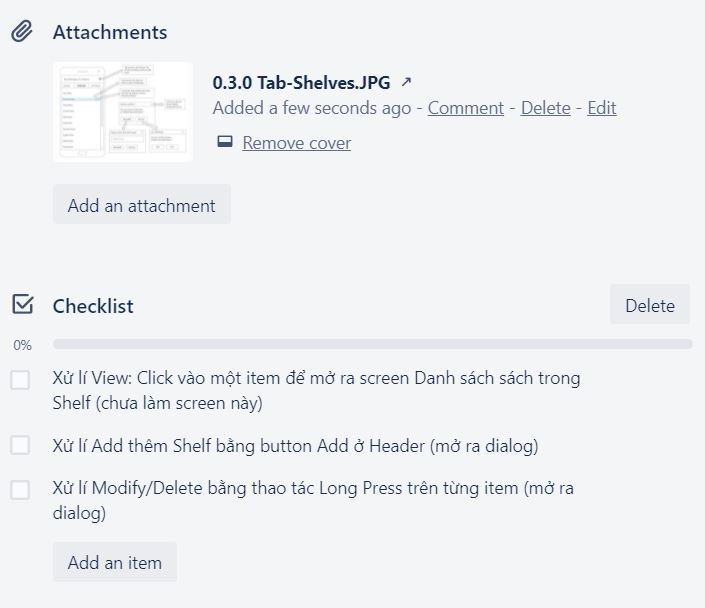 Attachments
0.3.0 Tab-Shelves.JPG ↗
Added a few seconds ago - Comment - Delete - Edit
Remove cover
Add an attachment
Checklist
Delete
0%
Xử lí View: Click vào một item để mở ra screen Danh sách sách trong
Shelf (chưa làm screen này)
Xử lí Add thêm Shelf bằng button Add ở Header (mở ra dialog)
Xử lí Modify/Delete bằng thao tác Long Press trên từng item (mở ra
dialog)
Add an item